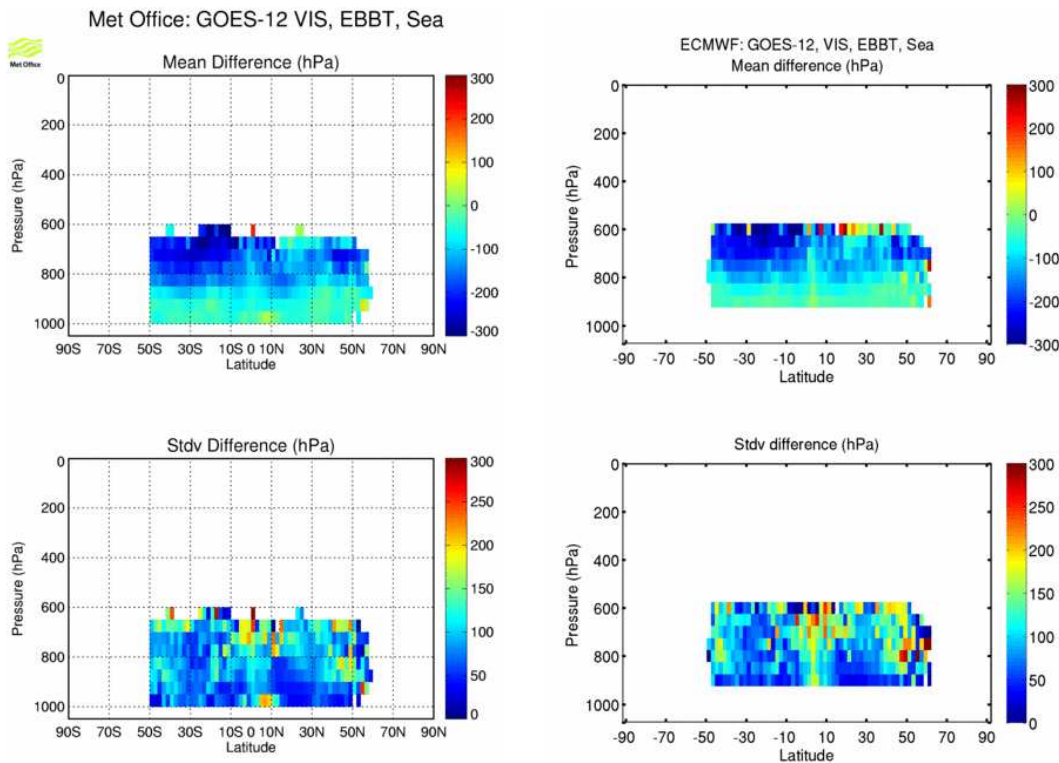 Met Office: GOES-12 VIS, EBBT, Sea
Met Office
Mean Difference (hPa)
Pressure (hPa)
0
200
400
600
800
1000
90S 70S 50S 30S 10S 0 10N 30N 50N 70N 90N
Latitude
300
200
100
0
-100
-200
-300
ECMWF: GOES-12, VIS, EBBT, Sea
Mean difference (hPa)
Pressure (hPa)
0
200
400
600
800
1000
-90 -70 -50 -30 -10 10 30 50 70 90
Latitude
300
200
100
0
-100
-200
-300
Stdv Difference (hPa)
Pressure (hPa)
0
200
400
600
800
1000
90S 70S 50S 30S 10S 0 10N 30N 50N 70N 90N
Latitude
300
250
200
150
100
50
0
Stdv difference (hPa)
Pressure (hPa)
0
200
400
600
800
1000
-90 -70 -50 -30 -10 10 30 50 70 90
Latitude
300
250
200
150
100
50
0